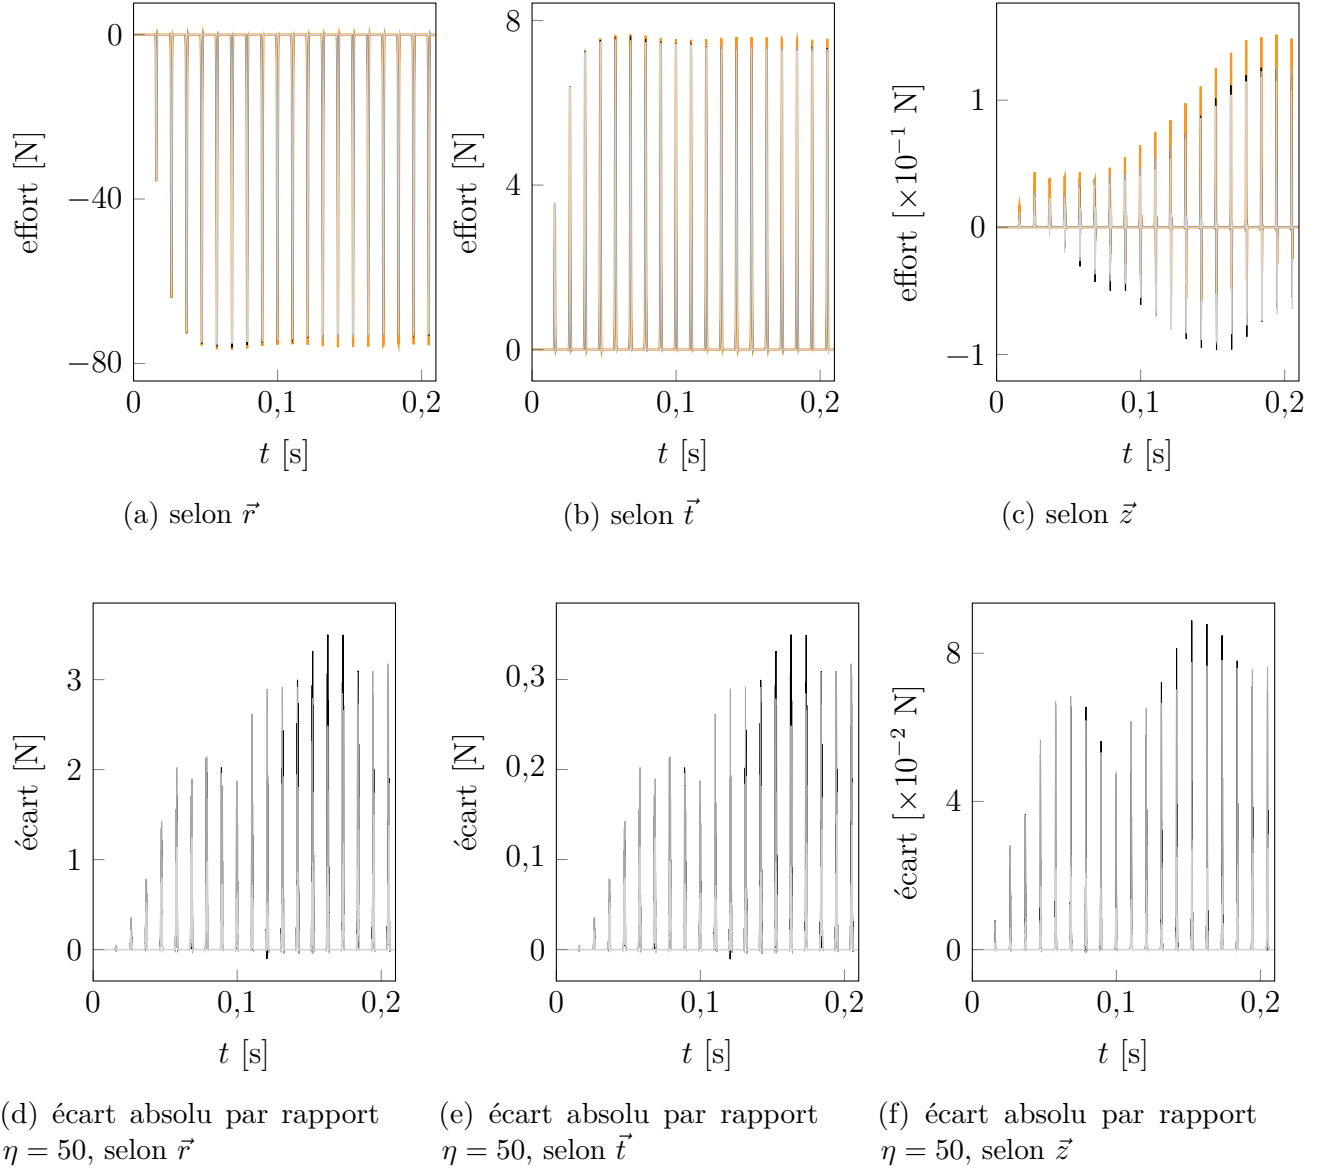 0
−40
−80
effort [N]
0
0,1
0,2
t [s]
(a) selon r⃗
8
4
0
effort [N]
0
0,1
0,2
t [s]
(b) selon t⃗
1
0
−1
effort [×10⁻¹ N]
0
0,1
0,2
t [s]
(c) selon z⃗
3
2
1
0
écart [N]
0
0,1
0,2
t [s]
(d) écart absolu par rapport
η = 50, selon r⃗
0,3
0,2
0,1
0
écart [N]
0
0,1
0,2
t [s]
(e) écart absolu par rapport
η = 50, selon t⃗
8
4
0
écart [×10⁻² N]
0
0,1
0,2
t [s]
(f) écart absolu par rapport
η = 50, selon z⃗